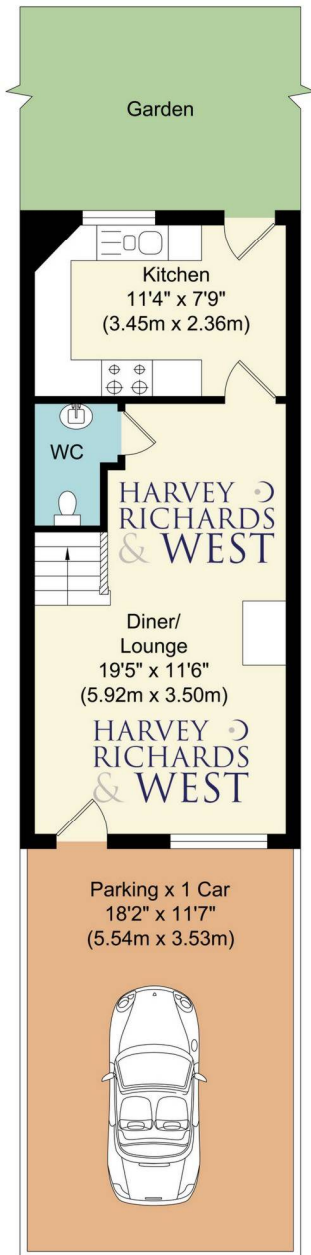 Garden
Kitchen
11'4" x 7'9"
(3.45m x 2.36m)
WC
HARVEY
RICHARDS
& WEST
Diner/
Lounge
19'5" x 11'6"
(5.92m x 3.50m)
HARVEY
RICHARDS
& WEST
Parking x 1 Car
18'2" x 11'7"
(5.54m x 3.53m)